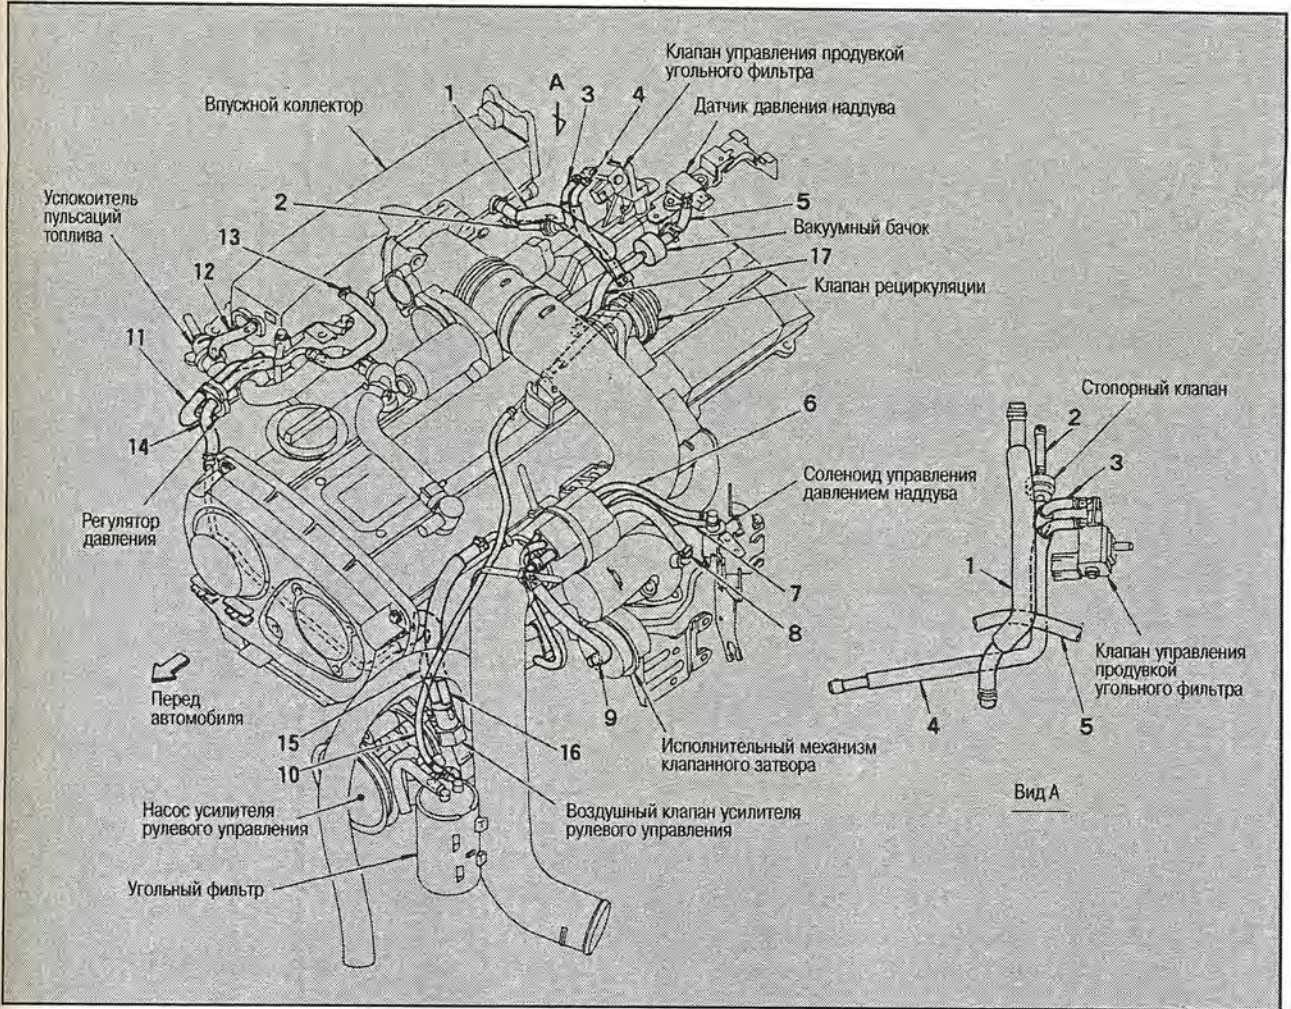 Клапан управления продувкой
угольного фильтра
Впускной коллектор
1
A
3
4
Датчик давления наддува
Успокоитель
пульсаций
топлива
2
5
Вакуумный бачок
13
12
17
Клапан рециркуляции
11
14
6
Стопорный клапан
2
3
Соленоид управления
давлением наддува
Регулятор
давления
1
7
8
Клапан управления
продувкой
угольного фильтра
4
5
Перед
автомобиля
15
10
9
16
Исполнительный механизм
клапанного затвора
Вид А
Насос усилителя
рулевого управления
Воздушный клапан усилителя
рулевого управления
Угольный фильтр